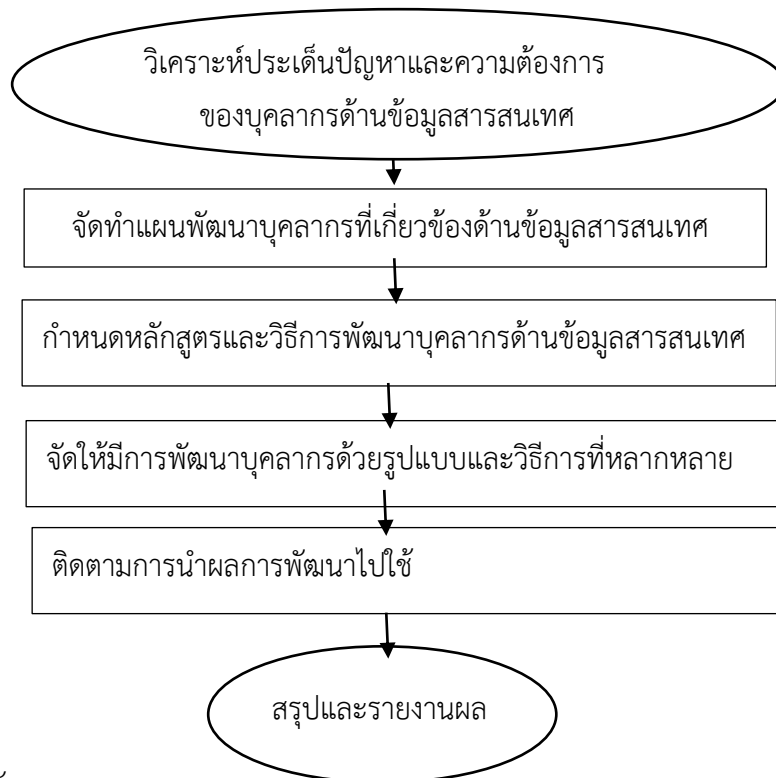 วิเคราะห์ประเด็นปัญหาและความต้องการ
ของบุคลากรด้านข้อมูลสารสนเทศ
จัดทำแผนพัฒนาบุคลากรที่เกี่ยวข้องด้านข้อมูลสารสนเทศ
กำหนดหลักสูตรและวิธีการพัฒนาบุคลากรด้านข้อมูลสารสนเทศ
จัดให้มีการพัฒนาบุคลากรด้วยรูปแบบและวิธีการที่หลากหลาย
ติดตามการนำผลการพัฒนาไปใช้
สรุปและรายงานผล